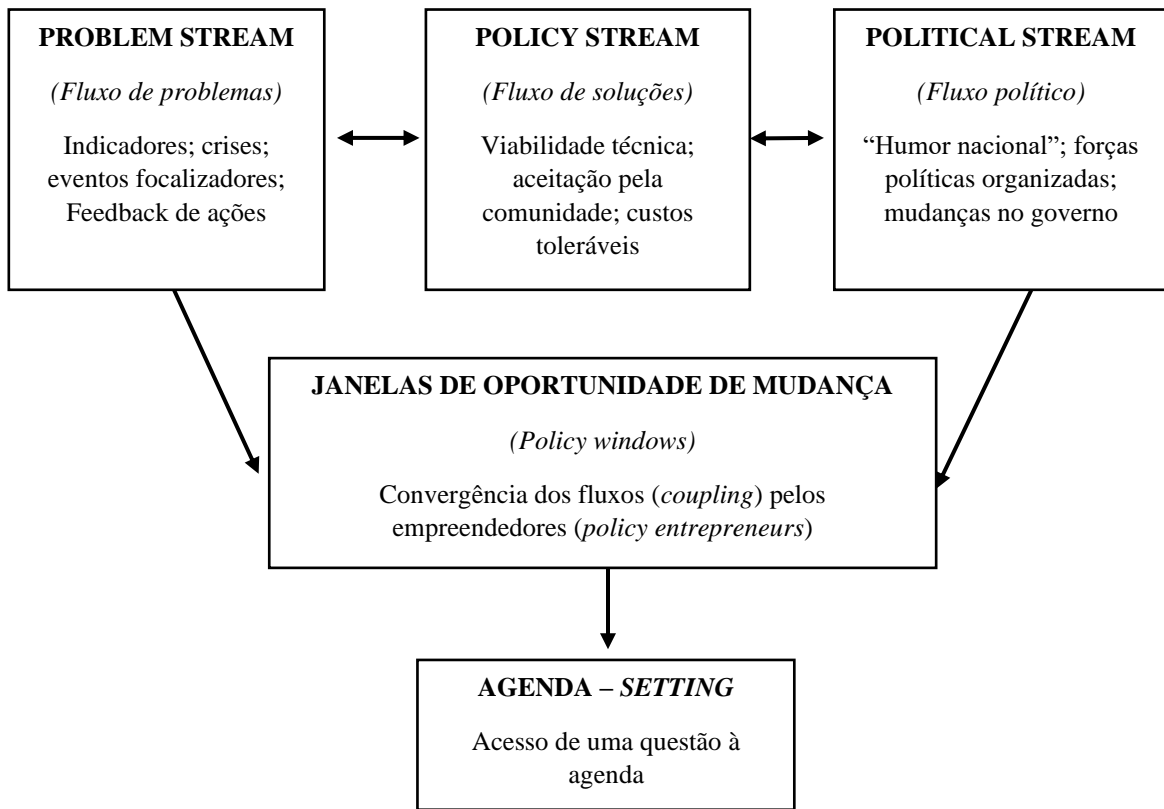 PROBLEM STREAM
(Fluxo de problemas)
Indicadores; crises;
eventos focalizadores;
Feedback de ações
POLICY STREAM
(Fluxo de soluções)
Viabilidade técnica;
aceitação pela
comunidade; custos
toleráveis
POLITICAL STREAM
(Fluxo político)
“Humor nacional”; forças
políticas organizadas;
mudanças no governo
JANELAS DE OPORTUNIDADE DE MUDANÇA
(Policy windows)
Convergência dos fluxos (coupling) pelos
empreendedores (policy entrepreneurs)
AGENDA – SETTING
Acesso de uma questão à
agenda